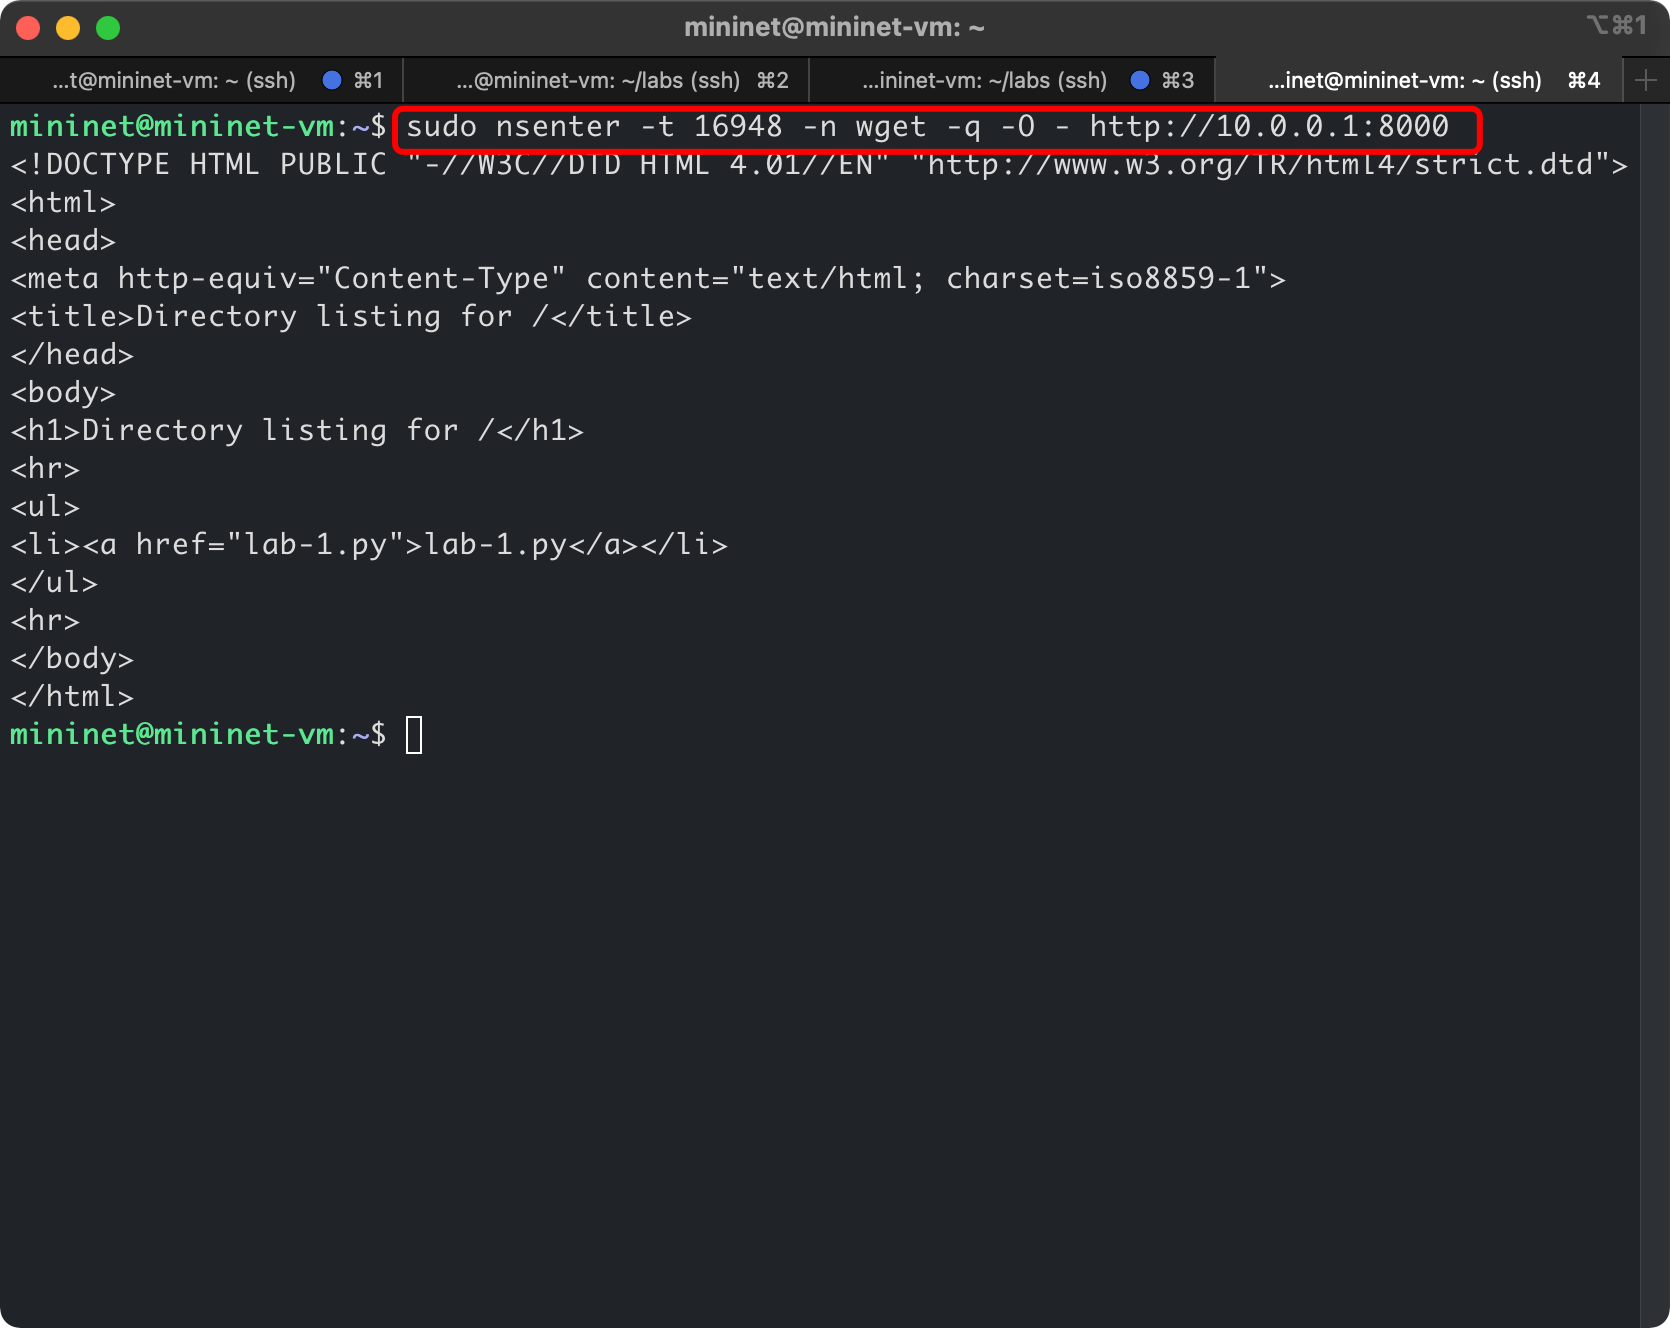 mininet@mininet-vm: ~
⌥⌘1
...t@mininet-vm: ~ (ssh) ⌘1
...@mininet-vm: ~/labs (ssh) ⌘2
...ininet-vm: ~/labs (ssh) ⌘3
...inet@mininet-vm: ~ (ssh) ⌘4
mininet@mininet-vm:~$ sudo nsenter -t 16948 -n wget -q -O - http://10.0.0.1:8000
<!DOCTYPE HTML PUBLIC "-//W3C//DTD HTML 4.01//EN" "http://www.w3.org/TR/html4/strict.dtd">
<html>
<head>
<meta http-equiv="Content-Type" content="text/html; charset=iso8859-1">
<title>Directory listing for /</title>
</head>
<body>
<h1>Directory listing for /</h1>
<hr>
<ul>
<li><a href="lab-1.py">lab-1.py</a></li>
</ul>
<hr>
</body>
</html>
mininet@mininet-vm:~$